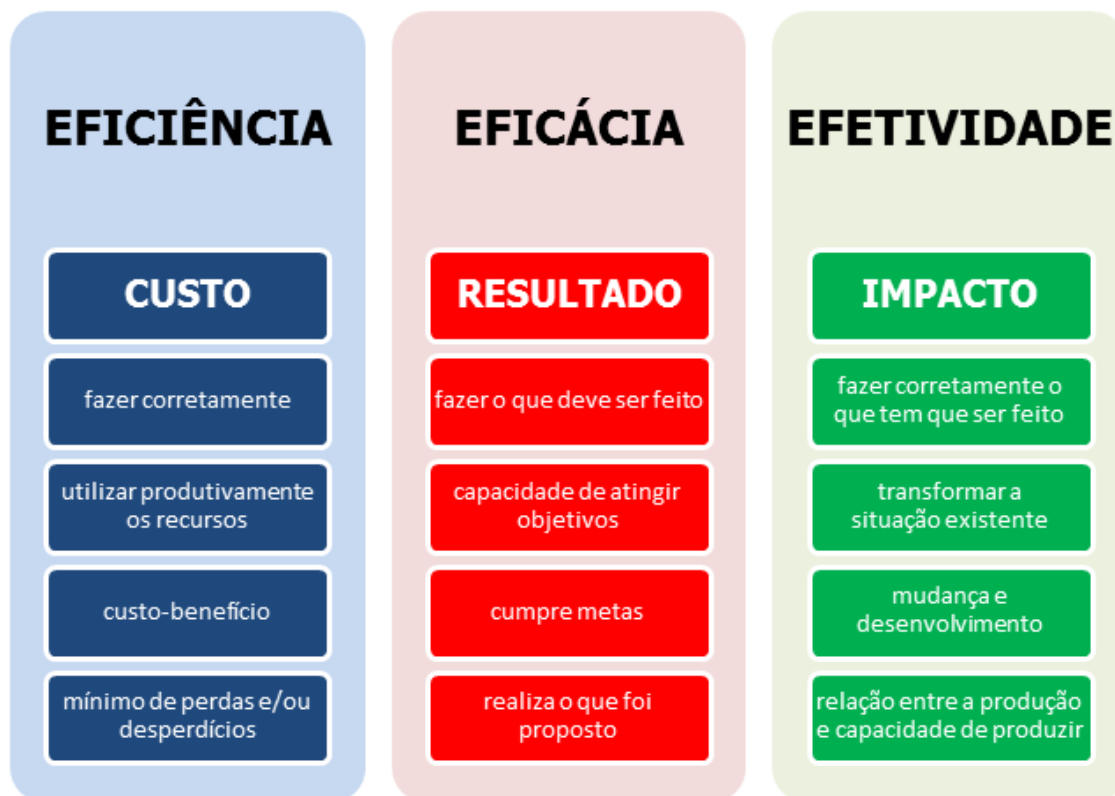 EFICIÊNCIA
CUSTO
fazer corretamente
utilizar produtivamente
os recursos
custo-benefício
mínimo de perdas e/ou
desperdícios
EFICÁCIA
RESULTADO
fazer o que deve ser feito
capacidade de atingir
objetivos
cumpre metas
realiza o que foi
proposto
EFETIVIDADE
IMPACTO
fazer corretamente o
que tem que ser feito
transformar a
situação existente
mudança e
desenvolvimento
relação entre a produção
e capacidade de produzir